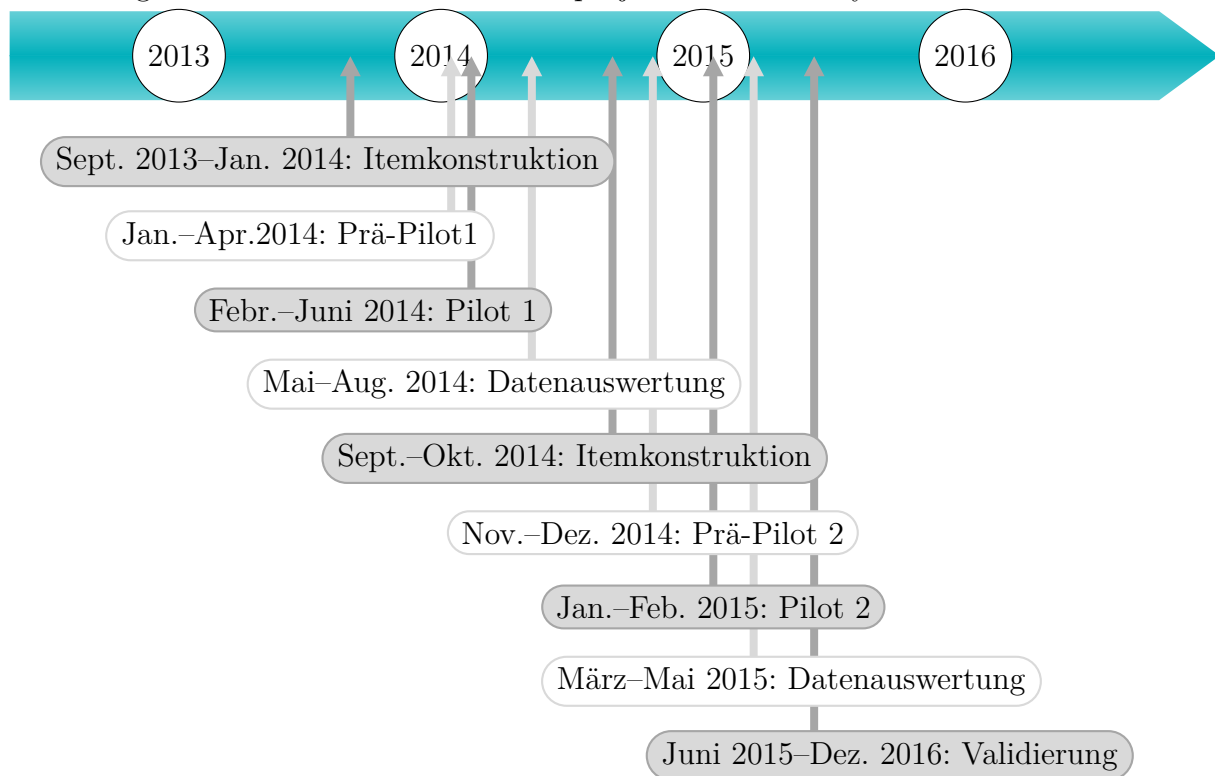 2013 2014 2015 2016
Sept. 2013–Jan. 2014: Itemkonstruktion
Jan.–Apr.2014: Prä-Pilot1
Febr.–Juni 2014: Pilot 1
Mai–Aug. 2014: Datenauswertung
Sept.–Okt. 2014: Itemkonstruktion
Nov.–Dez. 2014: Prä-Pilot 2
Jan.–Feb. 2015: Pilot 2
März–Mai 2015: Datenauswertung
Juni 2015–Dez. 2016: Validierung